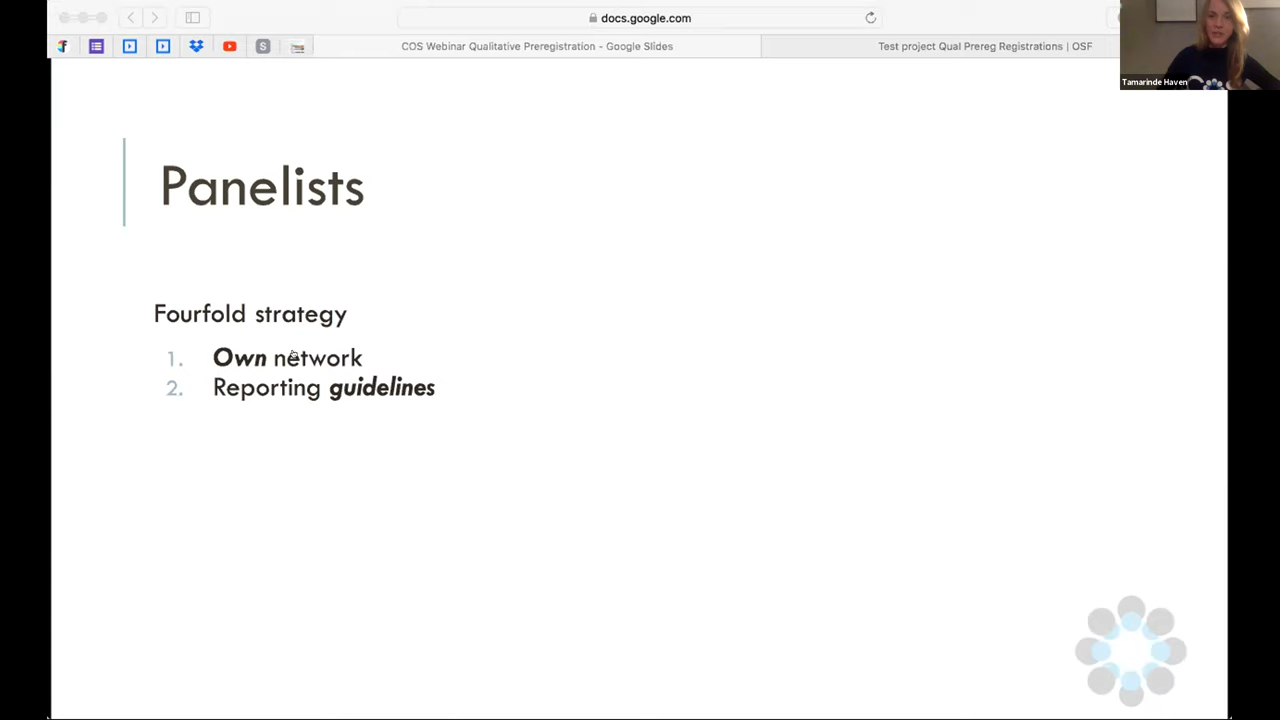 docs.google.com
COS Webinar Qualitative Preregistration - Google Slides
Test project Qual Prereg Registrations | OSF
S
Tamarinde Haven
Panelists
Fourfold strategy
1. Own network
2. Reporting guidelines